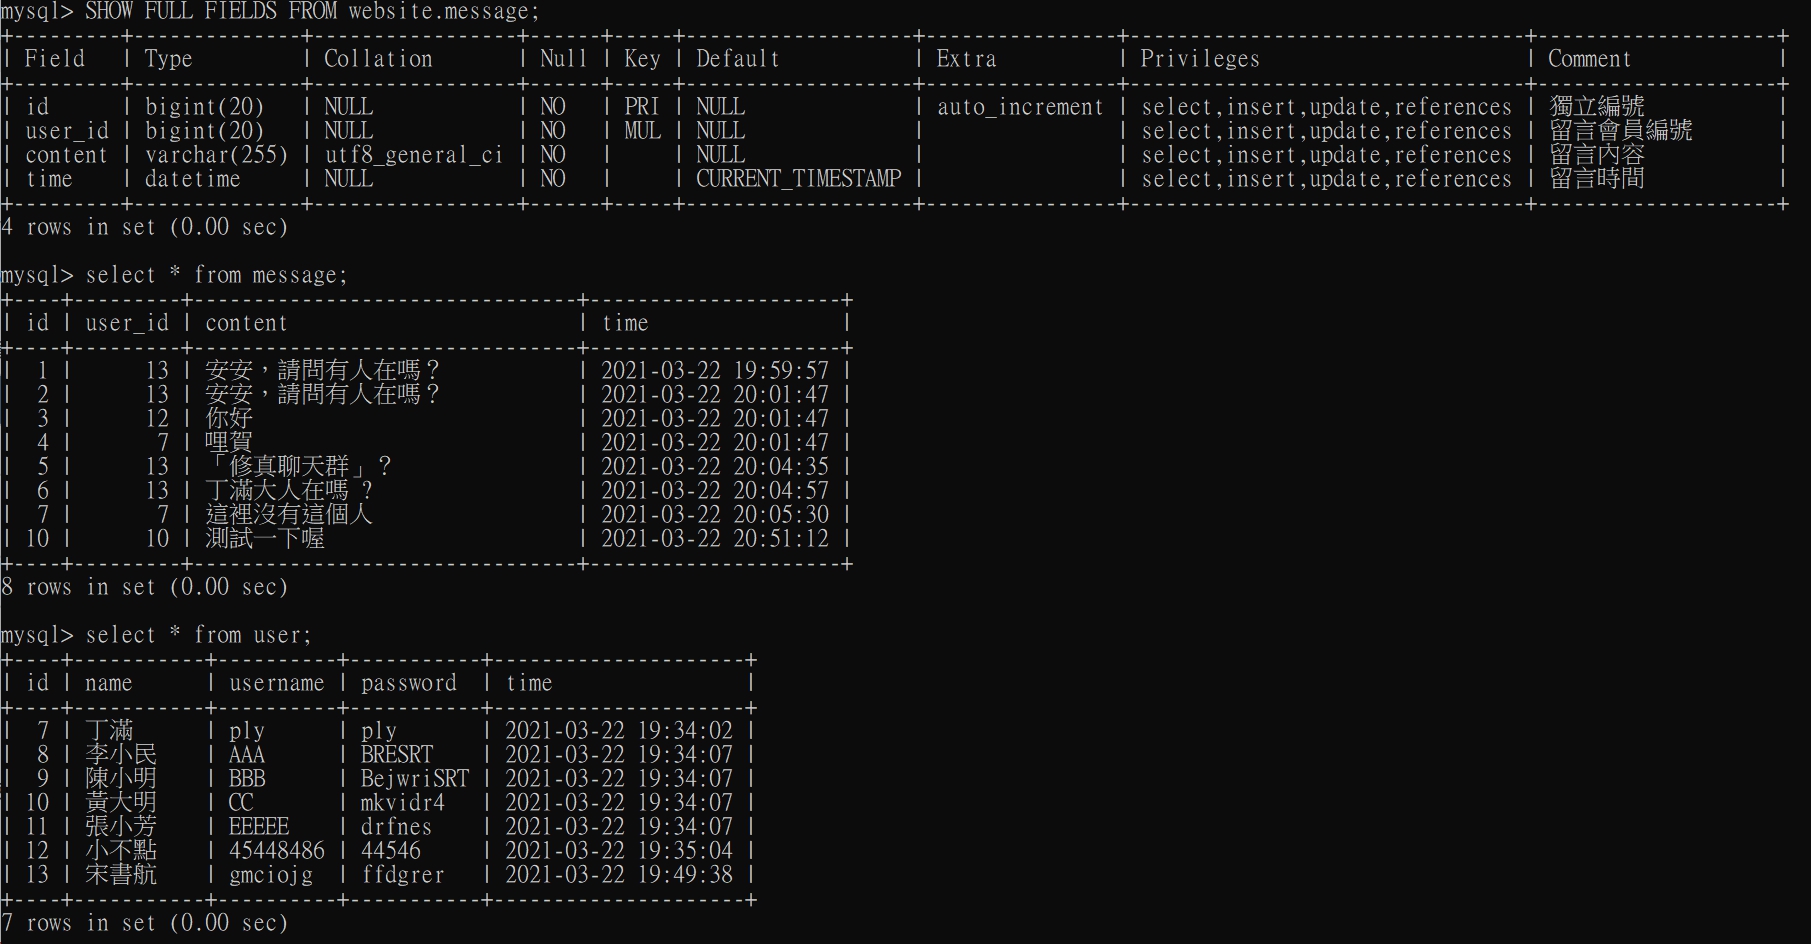 mysql> SHOW FULL FIELDS FROM website.message;
+---------+--------------+-----------------+------+-----+-------------------+----------------+---------------------------------+--------------------+
| Field   | Type         | Collation       | Null | Key | Default           | Extra          | Privileges                      | Comment            |
+---------+--------------+-----------------+------+-----+-------------------+----------------+---------------------------------+--------------------+
| id      | bigint(20)   | NULL            | NO   | PRI | NULL              | auto_increment | select,insert,update,references | 獨立編號           |
| user_id | bigint(20)   | NULL            | NO   | MUL | NULL              |                | select,insert,update,references | 留言會員編號       |
| content | varchar(255) | utf8_general_ci | NO   |     | NULL              |                | select,insert,update,references | 留言內容           |
| time    | datetime     | NULL            | NO   |     | CURRENT_TIMESTAMP |                | select,insert,update,references | 留言時間           |
+---------+--------------+-----------------+------+-----+-------------------+----------------+---------------------------------+--------------------+
4 rows in set (0.00 sec)
mysql> select * from message;
+----+---------+--------------------------------+---------------------+
| id | user_id | content                        | time                |
+----+---------+--------------------------------+---------------------+
|  1 |      13 | 安安，請問有人在嗎？           | 2021-03-22 19:59:57 |
|  2 |      13 | 安安，請問有人在嗎？           | 2021-03-22 20:01:47 |
|  3 |      12 | 你好                           | 2021-03-22 20:01:47 |
|  4 |       7 | 哩賀                           | 2021-03-22 20:01:47 |
|  5 |      13 | 「修真聊天群」？               | 2021-03-22 20:04:35 |
|  6 |      13 | 丁滿大人在嗎 ?                 | 2021-03-22 20:04:57 |
|  7 |       7 | 這裡沒有這個人                 | 2021-03-22 20:05:30 |
| 10 |      10 | 測試一下喔                     | 2021-03-22 20:51:12 |
+----+---------+--------------------------------+---------------------+
8 rows in set (0.00 sec)
mysql> select * from user;
+----+-----------+----------+-----------+---------------------+
| id | name      | username | password  | time                |
+----+-----------+----------+-----------+---------------------+
|  7 | 丁滿      | ply      | ply       | 2021-03-22 19:34:02 |
|  8 | 李小民    | AAA      | BRESRT    | 2021-03-22 19:34:07 |
|  9 | 陳小明    | BBB      | BejwriSRT | 2021-03-22 19:34:07 |
| 10 | 黃大明    | CC       | mkvidr4   | 2021-03-22 19:34:07 |
| 11 | 張小芳    | EEEEE    | drfnes    | 2021-03-22 19:34:07 |
| 12 | 小不點    | 45448486 | 44546     | 2021-03-22 19:35:04 |
| 13 | 宋書航    | gmciojg  | ffdgrer   | 2021-03-22 19:49:38 |
+----+-----------+----------+-----------+---------------------+
7 rows in set (0.00 sec)